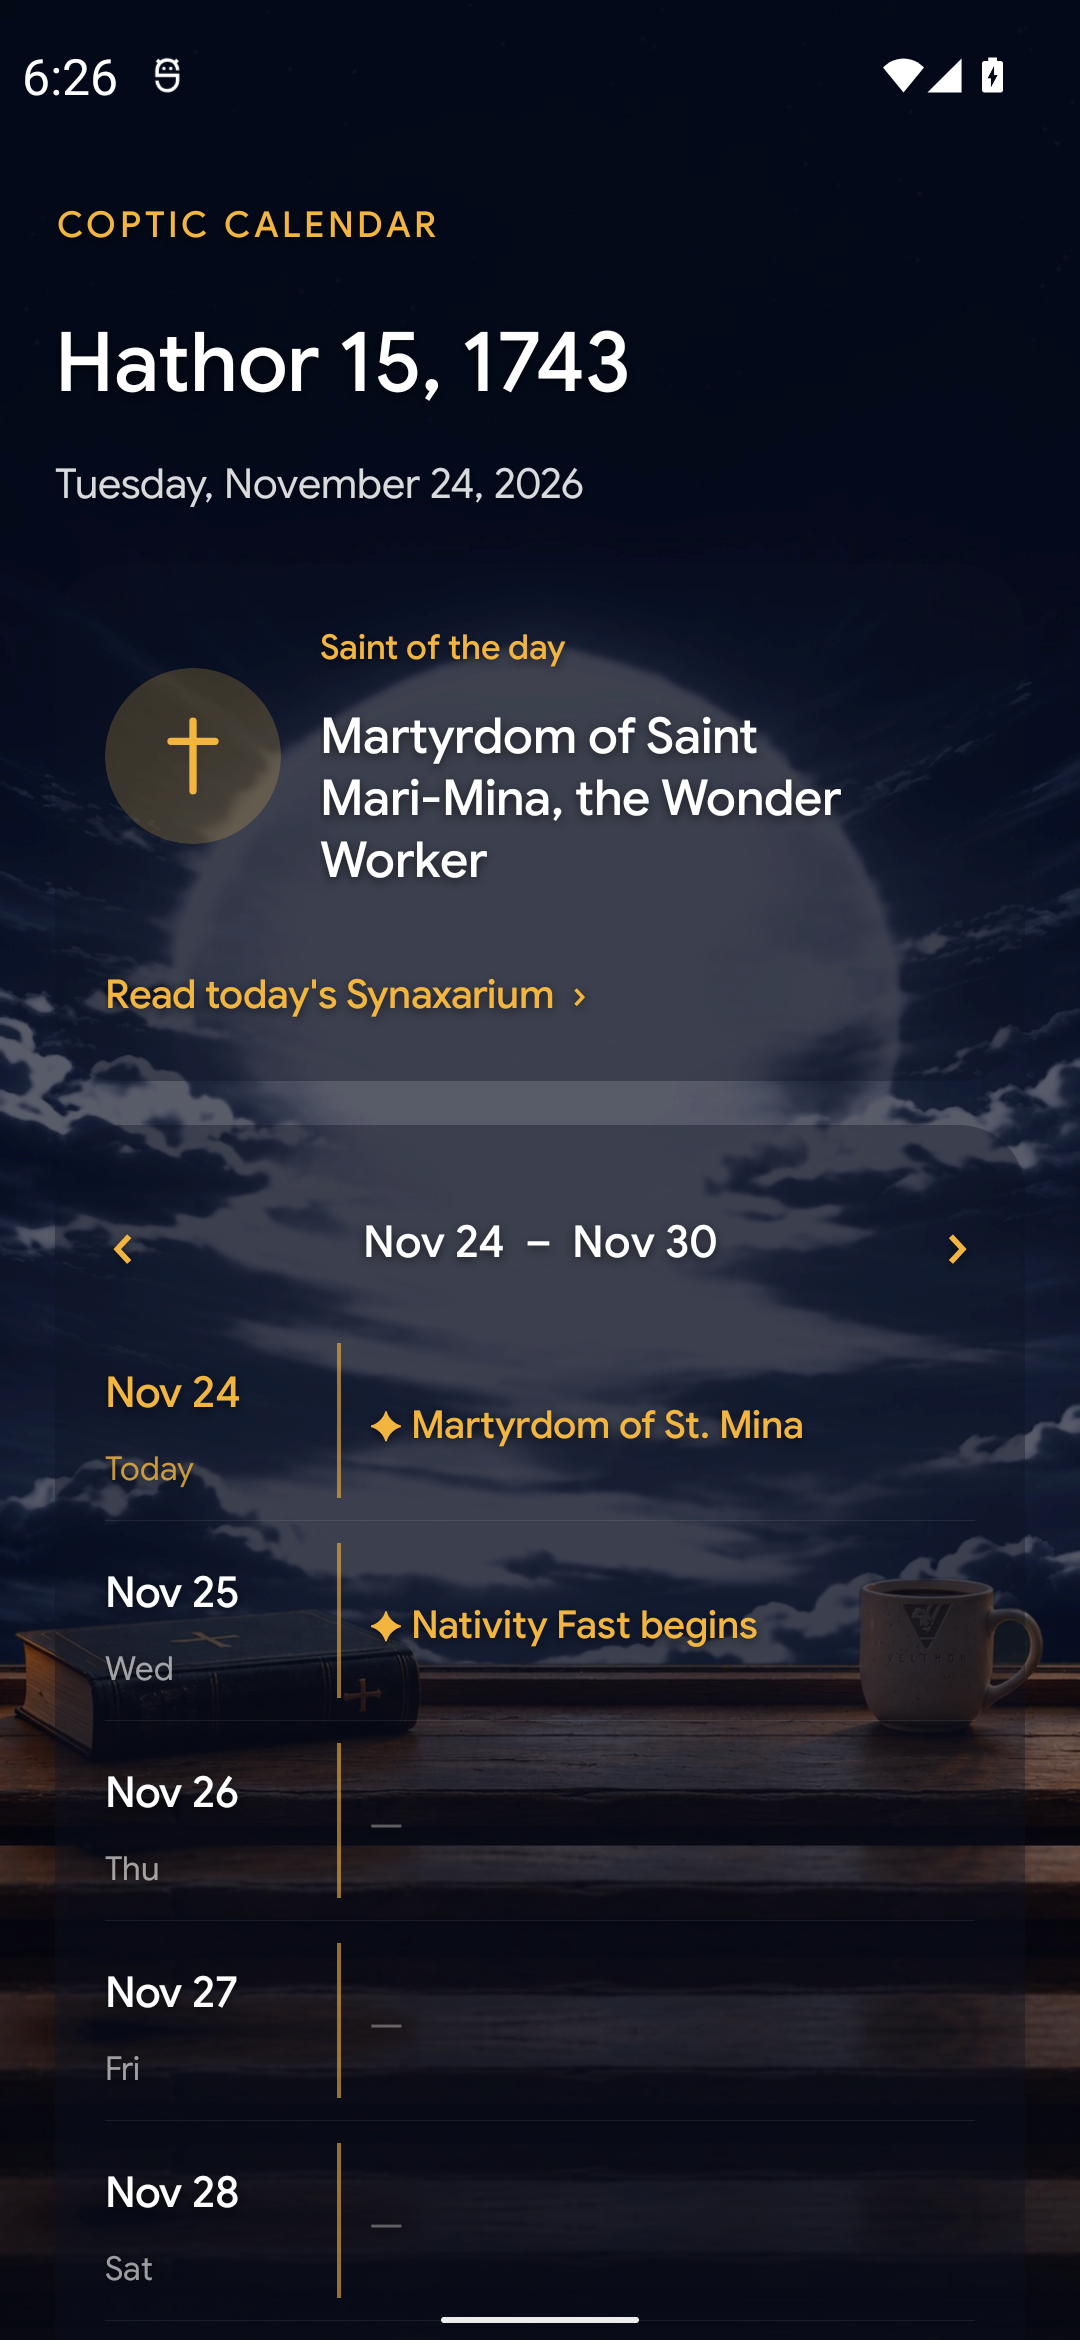 6:26
COPTIC CALENDAR
Hathor 15, 1743
Tuesday, November 24, 2026
Saint of the day
Martyrdom of Saint
Mari-Mina, the Wonder
Worker
Read today's Synaxarium ›
Nov 24 – Nov 30
Nov 24
Today
Martyrdom of St. Mina
Nov 25
Wed
Nativity Fast begins
Nov 26
Thu
—
Nov 27
Fri
—
Nov 28
Sat
—